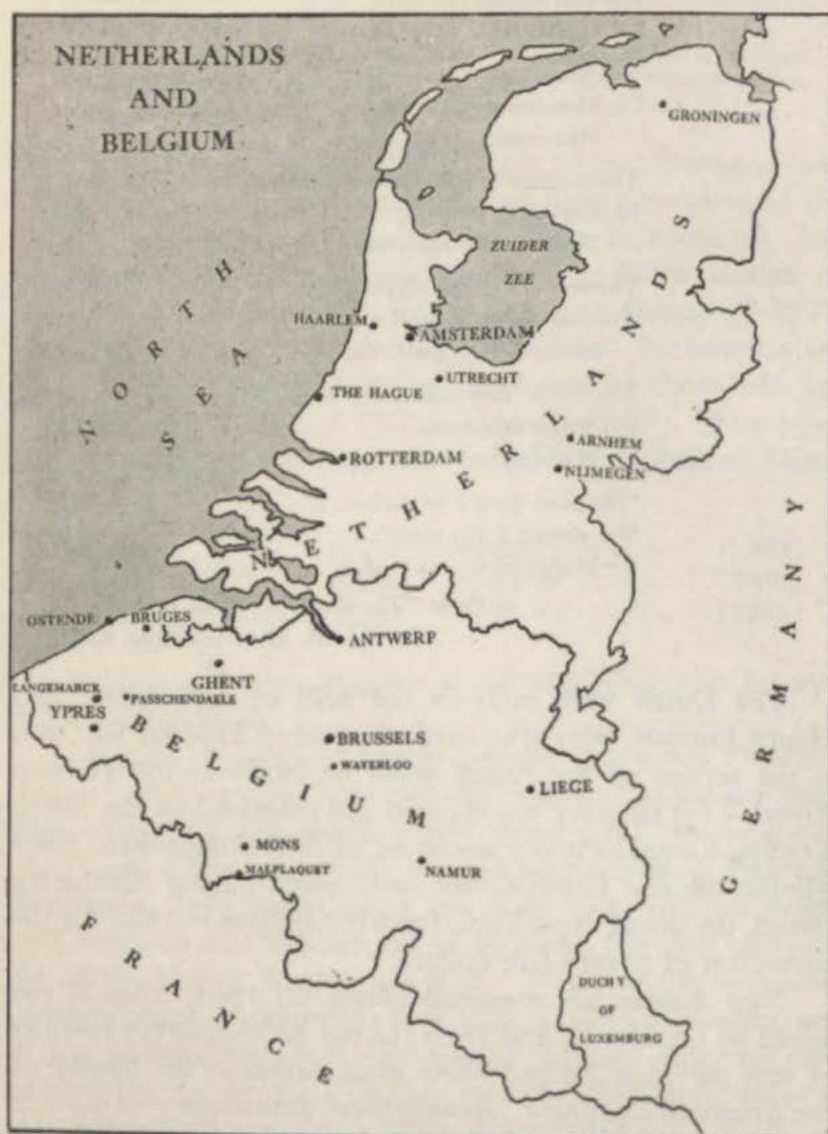 NETHERLANDS
AND
BELGIUM
GRONINGEN
ZUIDER
ZEE
NORTH
SEA
HAARLEM
AMSTERDAM
UTRECHT
THE HAGUE
ARNHEM
ROTTERDAM
NIJMEGEN
NETHERLANDS
GERMANY
OSTENDE
BRUGES
ANTWERP
GHENT
LANGEMARCK
PASSCHENDAELE
YPRES
BELGIUM
BRUSSELS
WATERLOO
LIEGE
MONS
MALPLAQUET
NAMUR
FRANCE
DUCHY
OF
LUXEMBURG